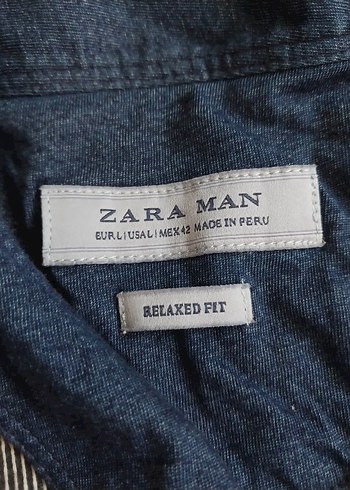 ZARA MAN
EUR L | USA L | MEX 42 MADE IN PERU
RELAXED FIT